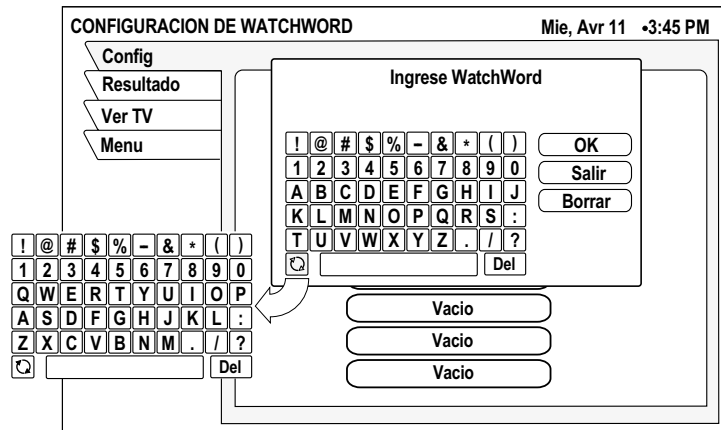 CONFIGURACION DE WATCHWORD
Mie, Avr 11 •3:45 PM
Config
Resultado
Ver TV
Menu
Ingrese WatchWord
! @ # $ % – & * ( )
1 2 3 4 5 6 7 8 9 0
A B C D E F G H I J
K L M N O P Q R S :
T U V W X Y Z . / ?
Del
OK
Salir
Borrar
! @ # $ % – & * ( )
1 2 3 4 5 6 7 8 9 0
Q W E R T Y U I O P
A S D F G H J K L :
Z X C V B N M . / ?
Del
Vacio
Vacio
Vacio